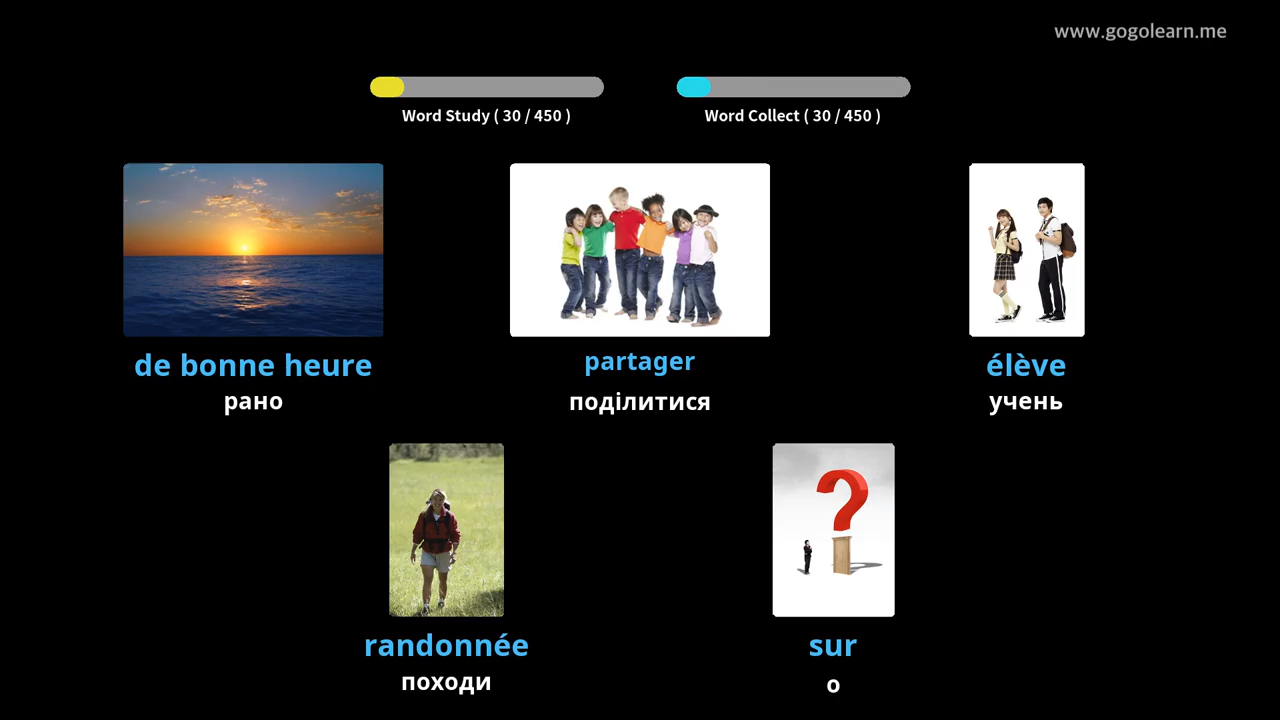 www.gogolearn.me
Word Study ( 30 / 450 )
Word Collect ( 30 / 450 )
de bonne heure
рано
partager
поділитися
élève
учень
randonnée
походи
sur
о